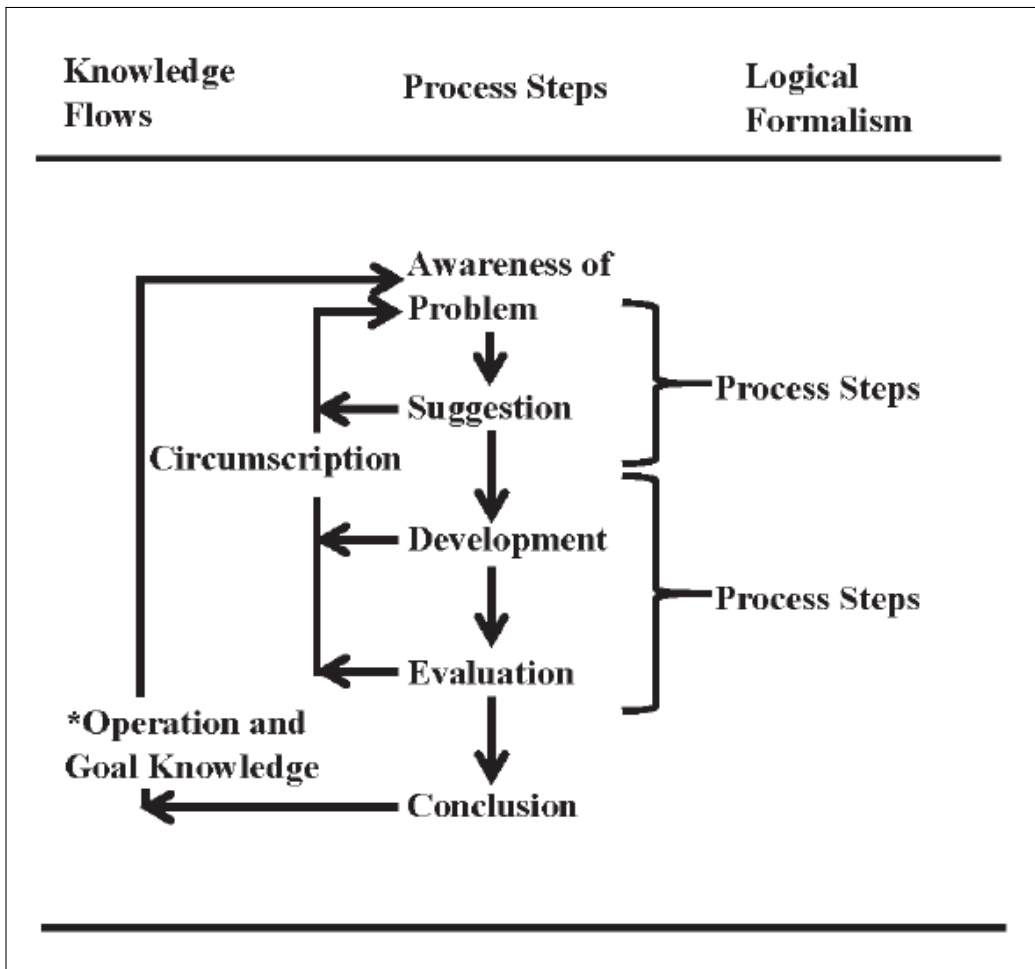 Knowledge
Flows
Process Steps
Logical
Formalism
Awareness of
Problem
Process Steps
Suggestion
Circumscription
Development
Process Steps
Evaluation
*Operation and
Goal Knowledge
Conclusion